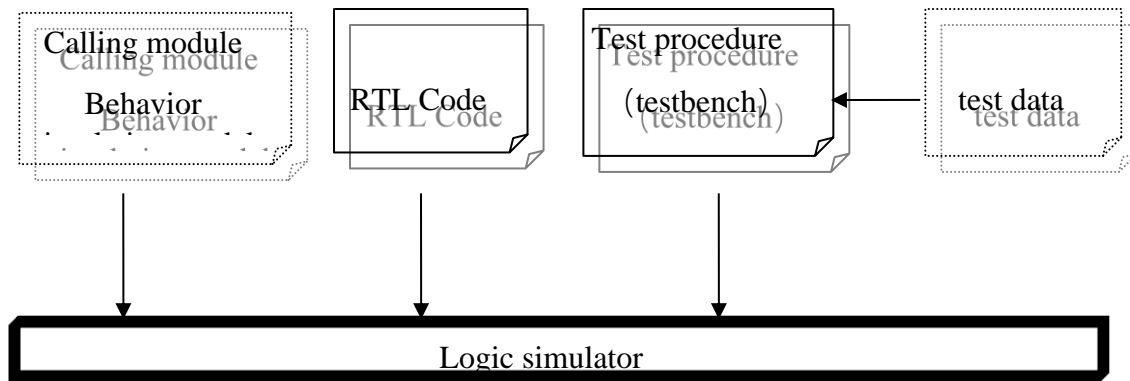 Calling module
Behavior
RTL Code
Test procedure
（testbench）
test data
Logic simulator